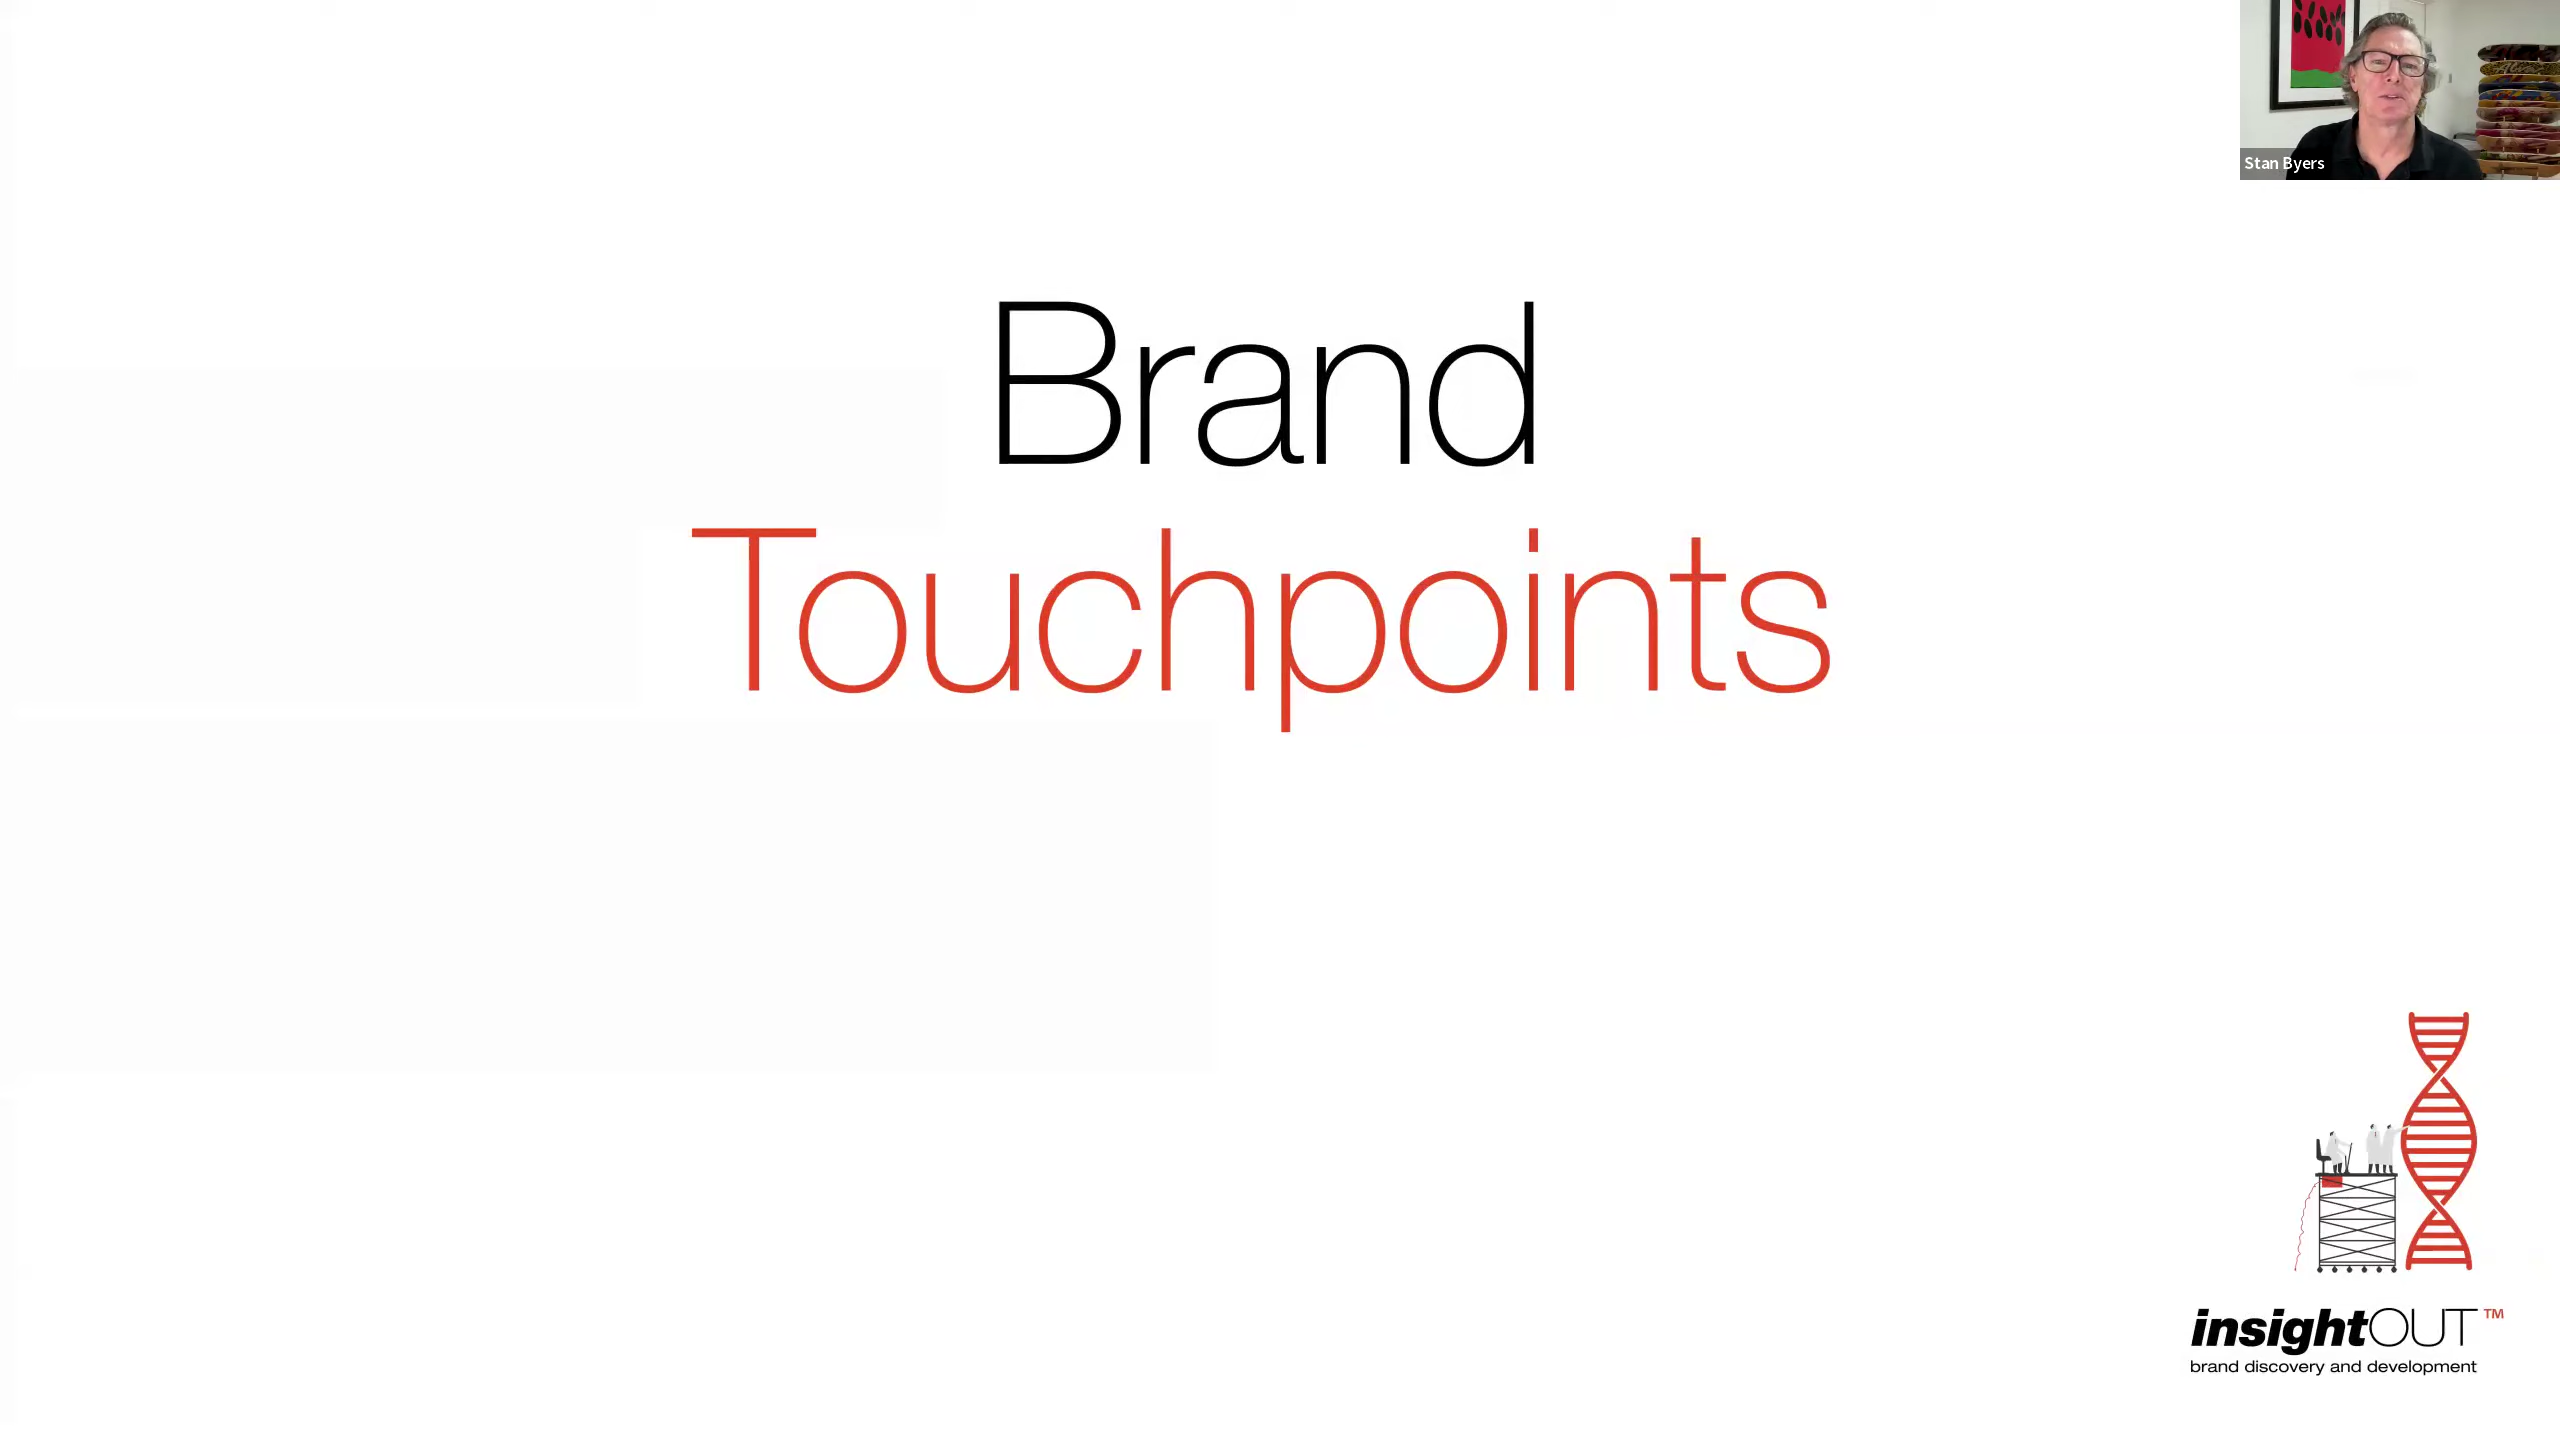 Stan Byers
Brand
Touchpoints
insightOUT™
brand discovery and development